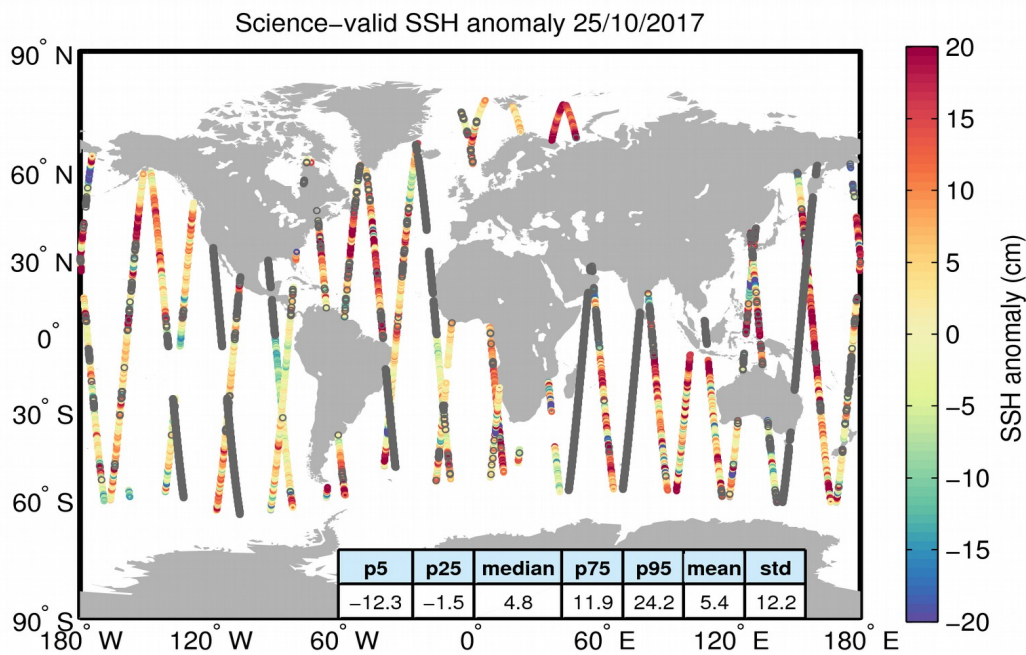 Science−valid SSH anomaly 25/10/2017
90° N
60° N
30° N
0°
30° S
60° S
90° S
180° W 120° W 60° W 0° 60° E 120° E 180° E
p5 p25 median p75 p95 mean std
−12.3 −1.5 4.8 11.9 24.2 5.4 12.2
20
15
10
5
0
−5
−10
−15
−20
SSH anomaly (cm)